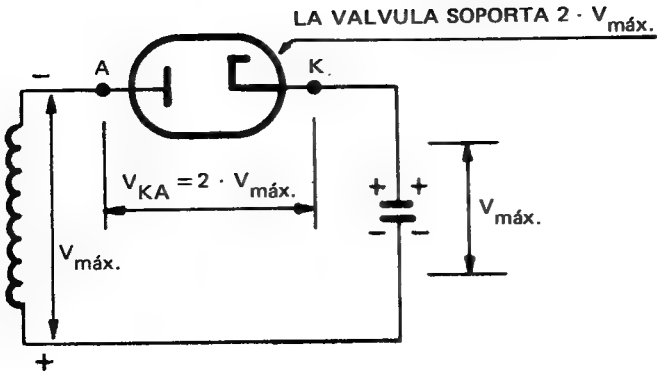 LA VALVULA SOPORTA 2 · Vmáx.
− A K.
VKA = 2 · Vmáx.
+ +
Vmáx.
− −
Vmáx.
+